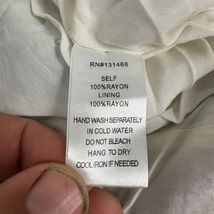 RN#131468
SELF
100%RAYON
LINING
100%RAYON
HAND WASH SEPARATELY
IN COLD WATER
DO NOT BLEACH
HANG TO DRY
COOL IRON IF NEEDED